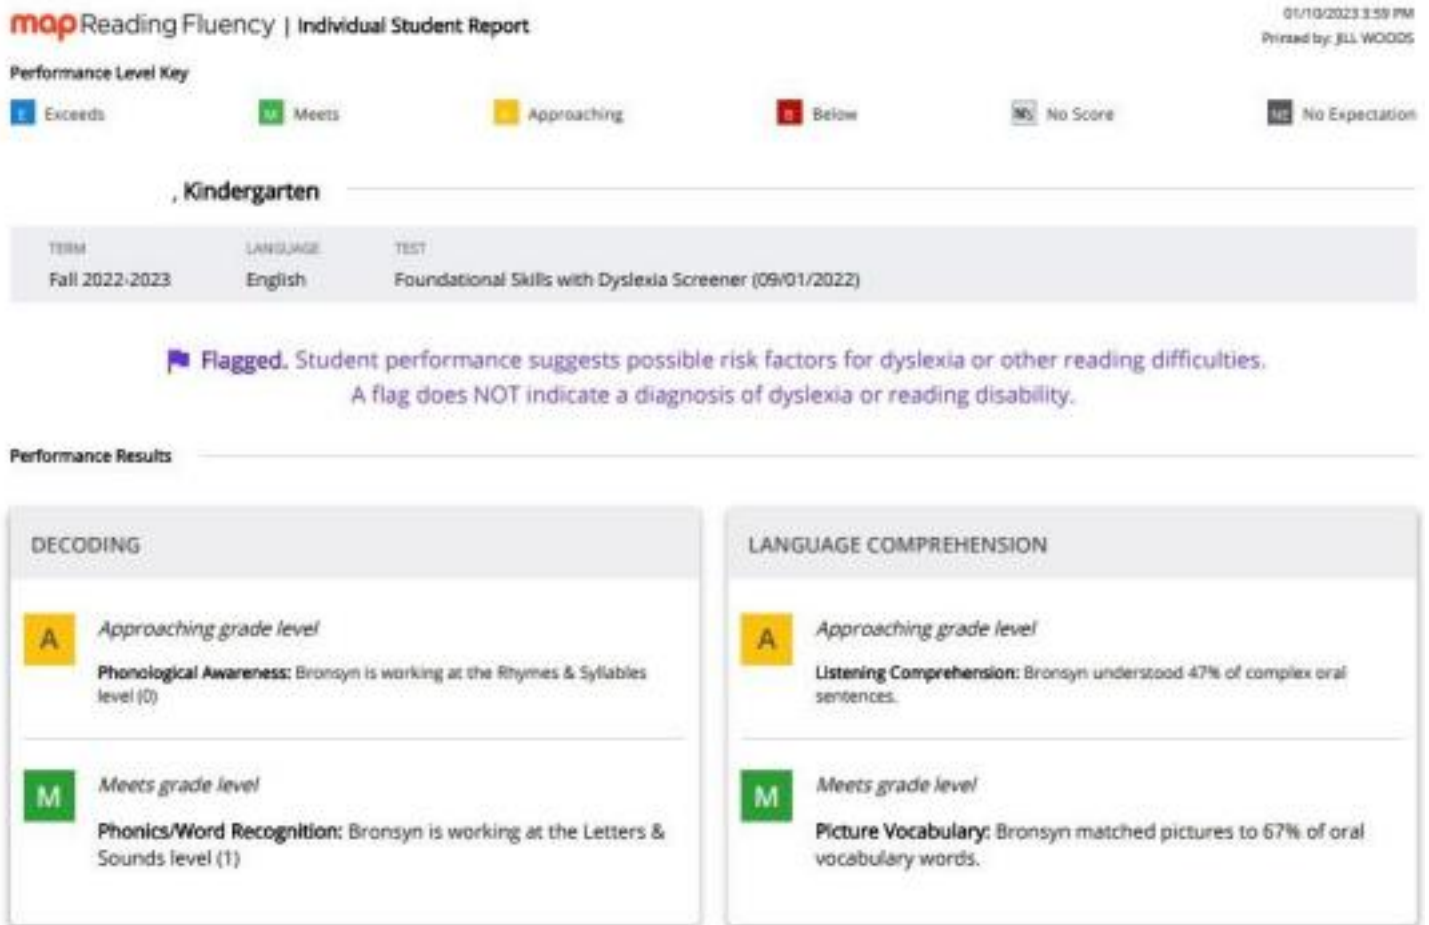 map Reading Fluency | Individual Student Report
01/10/2023 3:59 PM
Printed by: JILL WOODS
Performance Level Key
E Exceeds
M Meets
Approaching
B Below
NS No Score
NE No Expectation
, Kindergarten
TERM
Fall 2022-2023
LANGUAGE
English
TEST
Foundational Skills with Dyslexia Screener (09/01/2022)
Flagged. Student performance suggests possible risk factors for dyslexia or other reading difficulties.
A flag does NOT indicate a diagnosis of dyslexia or reading disability.
Performance Results
DECODING
A
Approaching grade level
Phonological Awareness: Bronsyn is working at the Rhymes & Syllables
level (0)
M
Meets grade level
Phonics/Word Recognition: Bronsyn is working at the Letters &
Sounds level (1)
LANGUAGE COMPREHENSION
A
Approaching grade level
Listening Comprehension: Bronsyn understood 47% of complex oral
sentences.
M
Meets grade level
Picture Vocabulary: Bronsyn matched pictures to 67% of oral
vocabulary words.